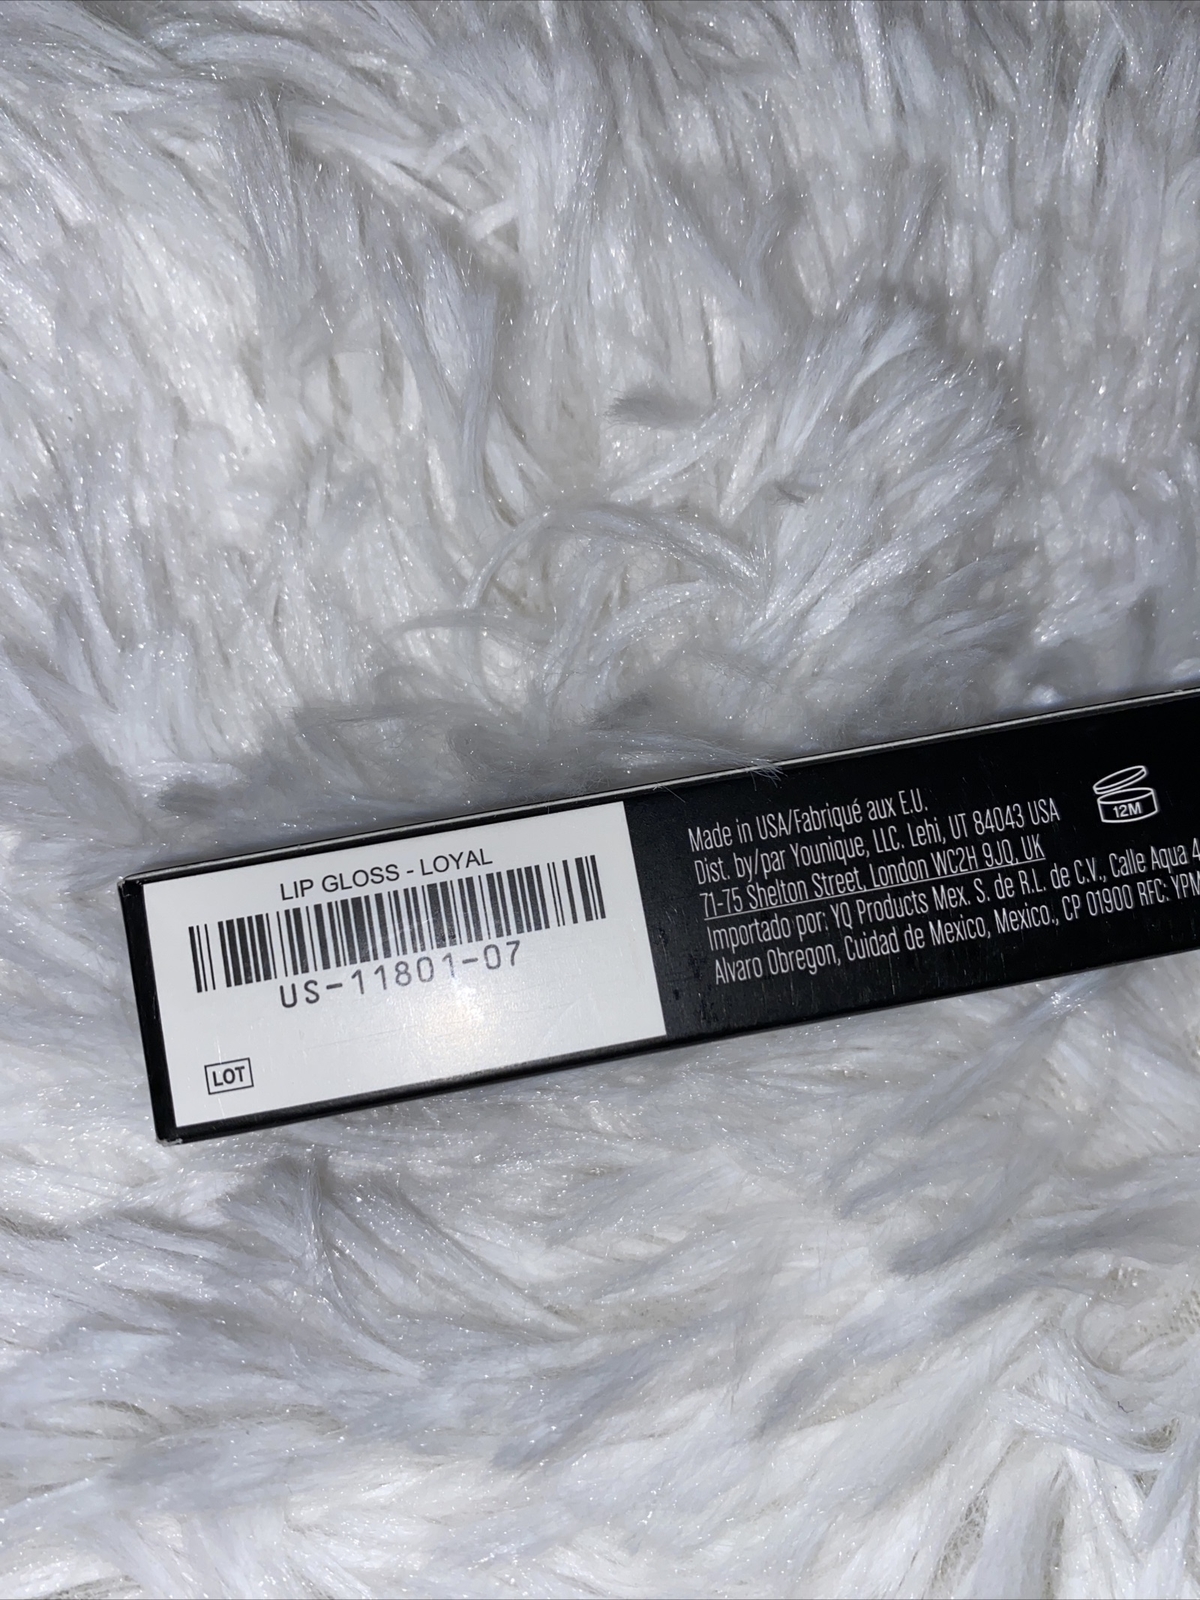 LIP GLOSS - LOYAL
US-11801-07
LOT
Made in USA/Fabriqué aux E.U.
Dist. by/par Younique, LLC. Lehi, UT 84043 USA
71-75 Shelton Street, London WC2H 9JQ, UK
Importado por: YQ Products Mex. S. de R.L. de C.V., Calle Aqua 4
Alvaro Obregon, Cuidad de Mexico, Mexico., CP 01900 RFC: YPM
12M